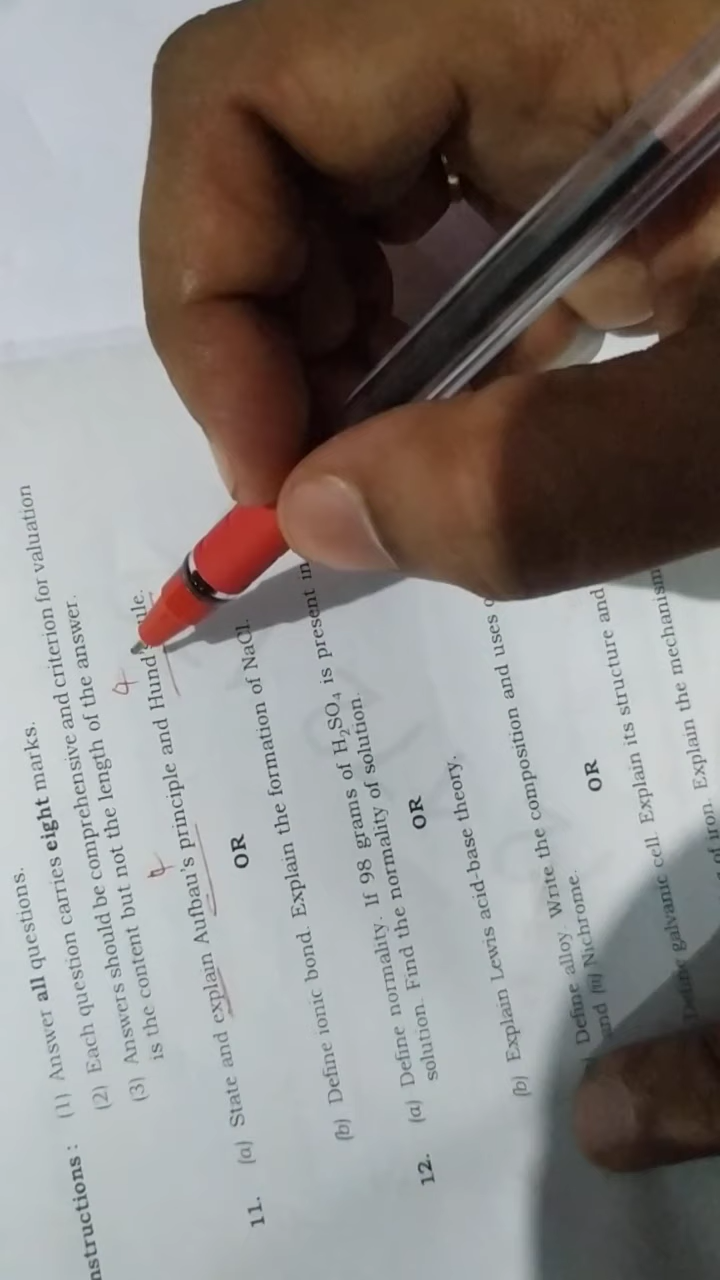 nstructions : (1) Answer all questions.
(2) Each question carries eight marks.
(3) Answers should be comprehensive and criterion for valuation
is the content but not the length of the answer.
4 4
11. (a) State and explain Aufbau's principle and Hund's rule.
OR
(b) Define ionic bond. Explain the formation of NaCl.
12. (a) Define normality. If 98 grams of H₂SO₄ is present in
solution. Find the normality of solution.
OR
(b) Explain Lewis acid-base theory.
Define alloy. Write the composition and uses
and (ii) Nichrome.
OR
Define galvanic cell. Explain its structure and
of iron. Explain the mechanism